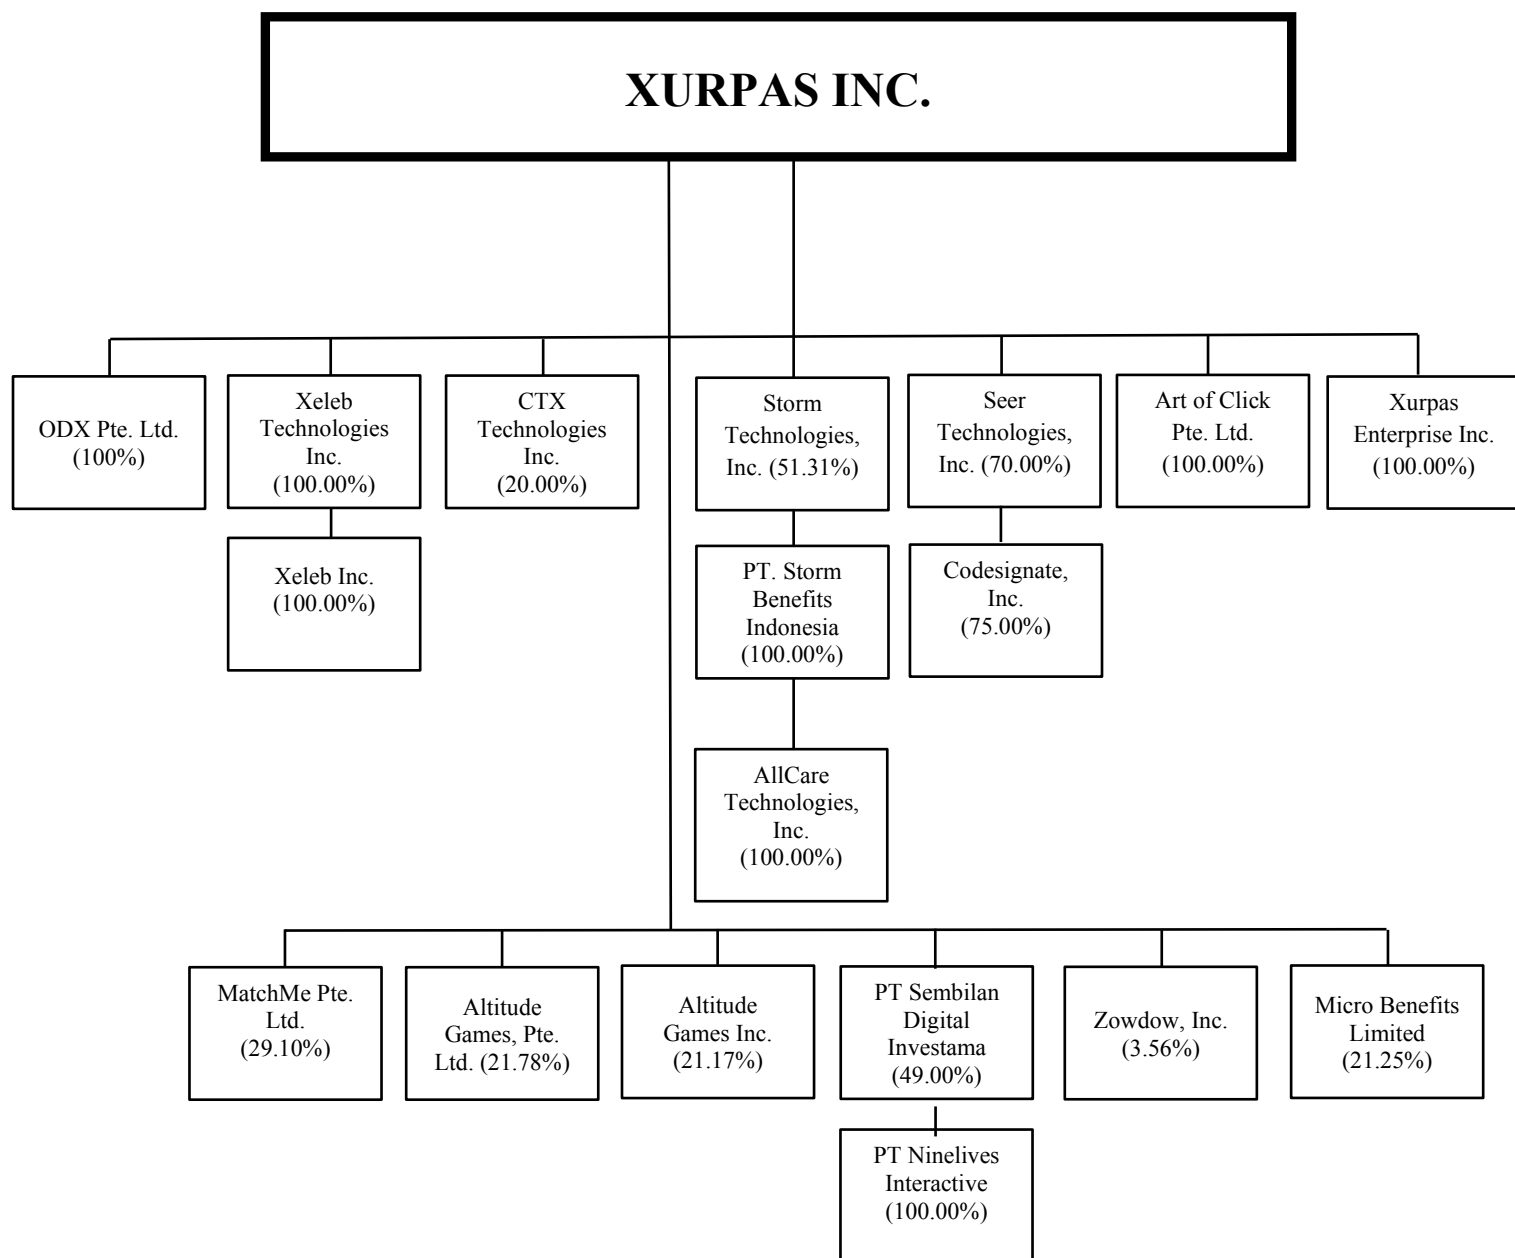 XURPAS INC.
ODX Pte. Ltd.
(100%)
Xeleb
Technologies
Inc.
(100.00%)
CTX
Technologies
Inc.
(20.00%)
Storm
Technologies,
Inc. (51.31%)
Seer
Technologies,
Inc. (70.00%)
Art of Click
Pte. Ltd.
(100.00%)
Xurpas
Enterprise Inc.
(100.00%)
Xeleb Inc.
(100.00%)
PT. Storm
Benefits
Indonesia
(100.00%)
Codesignate,
Inc.
(75.00%)
AllCare
Technologies,
Inc.
(100.00%)
MatchMe Pte.
Ltd.
(29.10%)
Altitude
Games, Pte.
Ltd. (21.78%)
Altitude
Games Inc.
(21.17%)
PT Sembilan
Digital
Investama
(49.00%)
Zowdow, Inc.
(3.56%)
Micro Benefits
Limited
(21.25%)
PT Ninelives
Interactive
(100.00%)